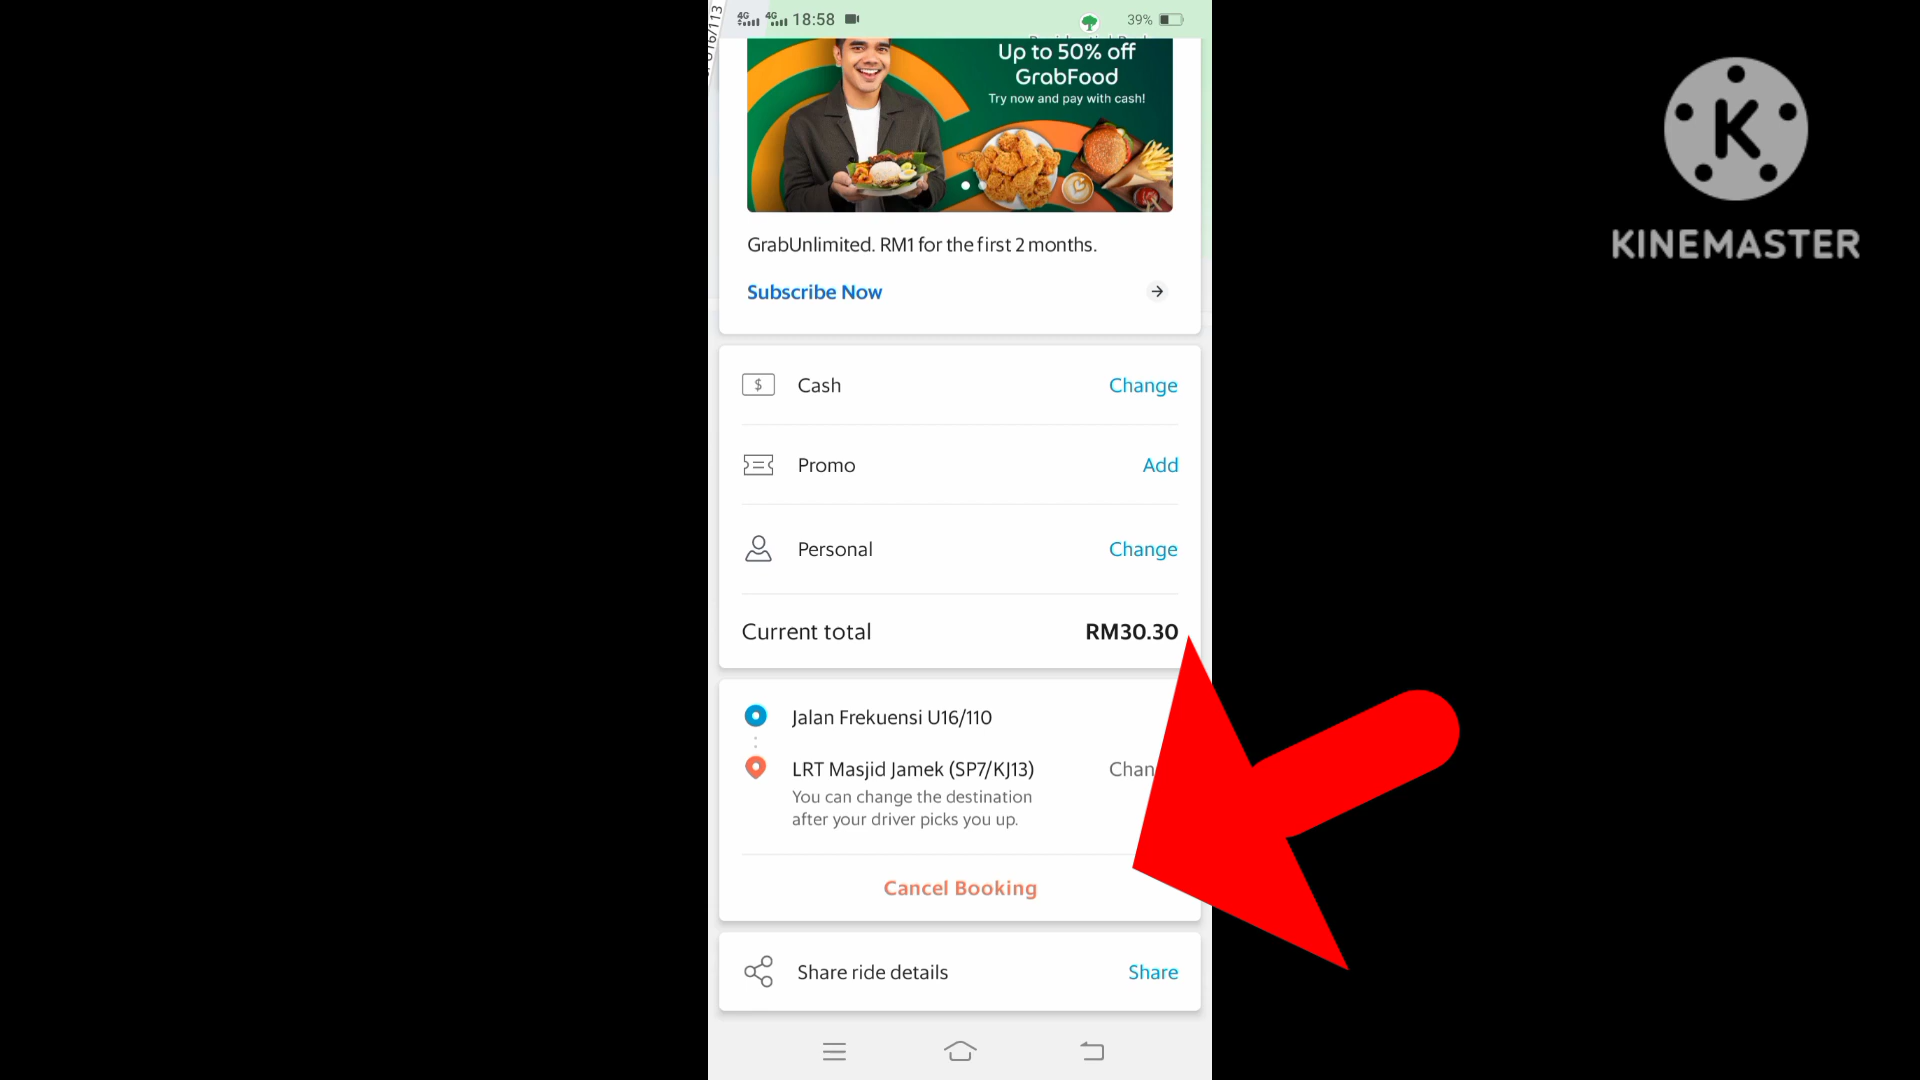 4G 4G 18:58 39%
Up to 50% off
GrabFood
Try now and pay with cash!
K
KINEMASTER
GrabUnlimited. RM1 for the first 2 months.
Subscribe Now
$ Cash Change
Promo Add
Personal Change
Current total RM30.30
Jalan Frekuensi U16/110
LRT Masjid Jamek (SP7/KJ13) Chan
You can change the destination
after your driver picks you up.
Cancel Booking
Share ride details Share